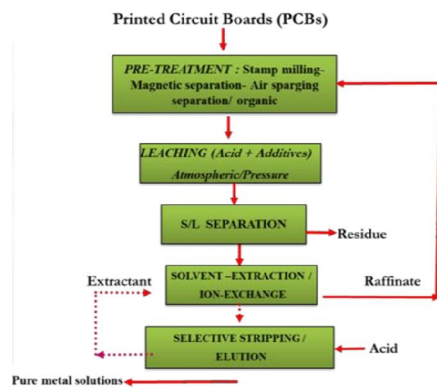 Printed Circuit Boards (PCBs)
PRE-TREATMENT : Stamp milling-
Magnetic separation- Air sparging
separation/ organic
LEACHING (Acid + Additives)
Atmospheric/Pressure
S/L SEPARATION
Residue
Extractant
SOLVENT –EXTRACTION /
ION-EXCHANGE
Raffinate
SELECTIVE STRIPPING /
ELUTION
Acid
Pure metal solutions